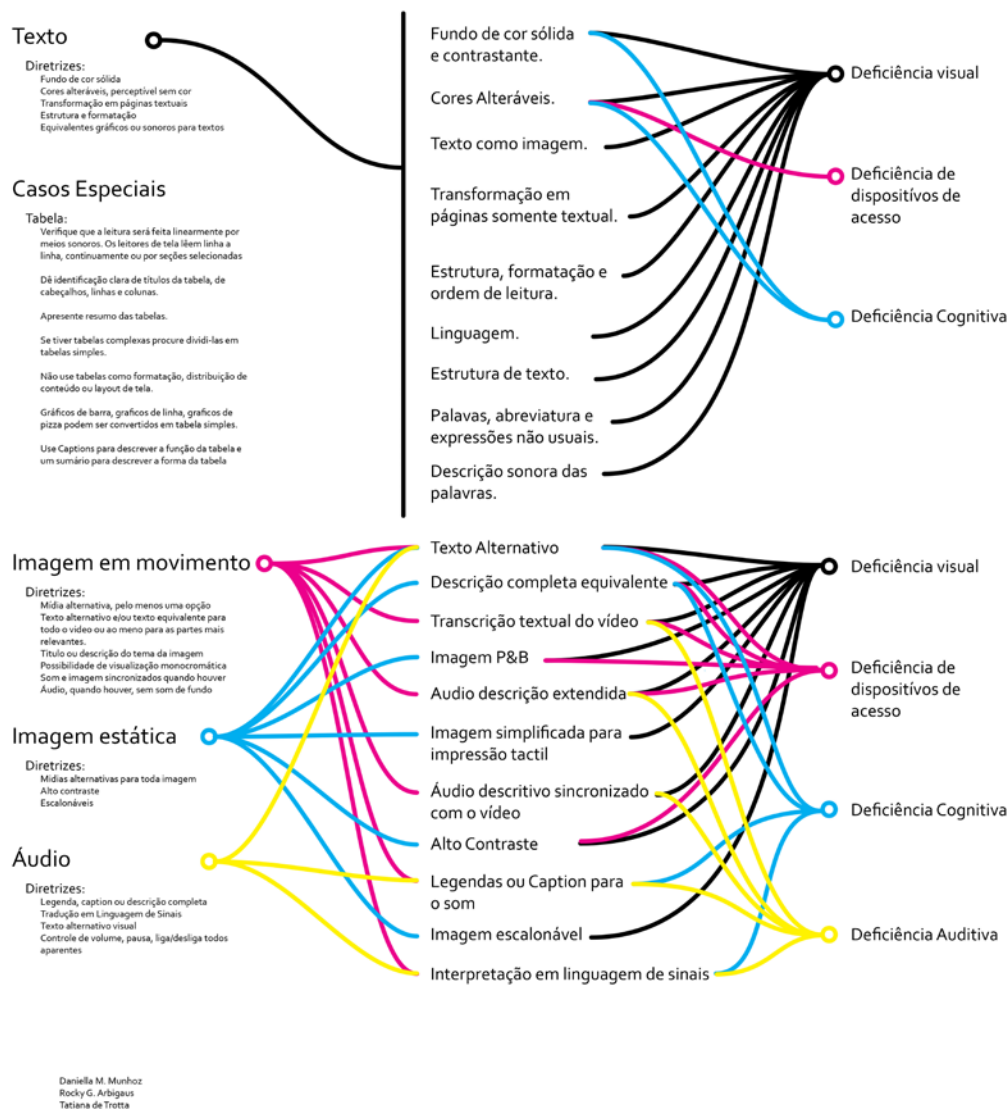 Texto
Diretrizes:
Fundo de cor sólida
Cores alteráveis, perceptível sem cor
Transformação em páginas textuais
Estrutura e formatação
Equivalentes gráficos ou sonoros para textos
Casos Especiais
Tabela:
Verifique que a leitura será feita linearmente por
meios sonoros. Os leitores de tela lêem linha a
linha, continuamente ou por seções selecionadas
Dê identificação clara de títulos da tabela, de
cabeçalhos, linhas e colunas.
Apresente resumo das tabelas.
Se tiver tabelas complexas procure dividi-las em
tabelas simples.
Não use tabelas como formatação, distribuição de
conteúdo ou layout de tela.
Gráficos de barra, graficos de linha, graficos de
pizza podem ser convertidos em tabela simples.
Use Captions para descrever a função da tabela e
um sumário para descrever a forma da tabela
Fundo de cor sólida
e contrastante.
Cores Alteráveis.
Texto como imagem.
Transformação em
páginas somente textual.
Estrutura, formatação e
ordem de leitura.
Linguagem.
Estrutura de texto.
Palavas, abreviatura e
expressões não usuais.
Descrição sonora das
palavras.
Deficiência visual
Deficiência de
dispositívos de
acesso
Deficiência Cognitiva
Imagem em movimento
Diretrizes:
Mídia alternativa, pelo menos uma opção
Texto alternativo e/ou texto equivalente para
todo o video ou ao meno para as partes mais
relevantes.
Titulo ou descrição do tema da imagem
Possibilidade de visualização monocromática
Som e imagem sincronizados quando houver
Áudio, quando houver, sem som de fundo
Imagem estática
Diretrizes:
Mídias alternativas para toda imagem
Alto contraste
Escalonáveis
Áudio
Diretrizes:
Legenda, caption ou descrição completa
Tradução em Linguagem de Sinais
Texto alternativo visual
Controle de volume, pausa, liga/desliga todos
aparentes
Texto Alternativo
Descrição completa equivalente
Transcrição textual do vídeo
Imagem P&B
Audio descrição extendida
Imagem simplificada para
impressão tactil
Áudio descritivo sincronizado
com o vídeo
Alto Contraste
Legendas ou Caption para
o som
Imagem escalonável
Interpretação em linguagem de sinais
Deficiência visual
Deficiência de
dispositívos de
acesso
Deficiência Cognitiva
Deficiência Auditiva
Daniella M. Munhoz
Rocky G. Arbigaus
Tatiana de Trotta